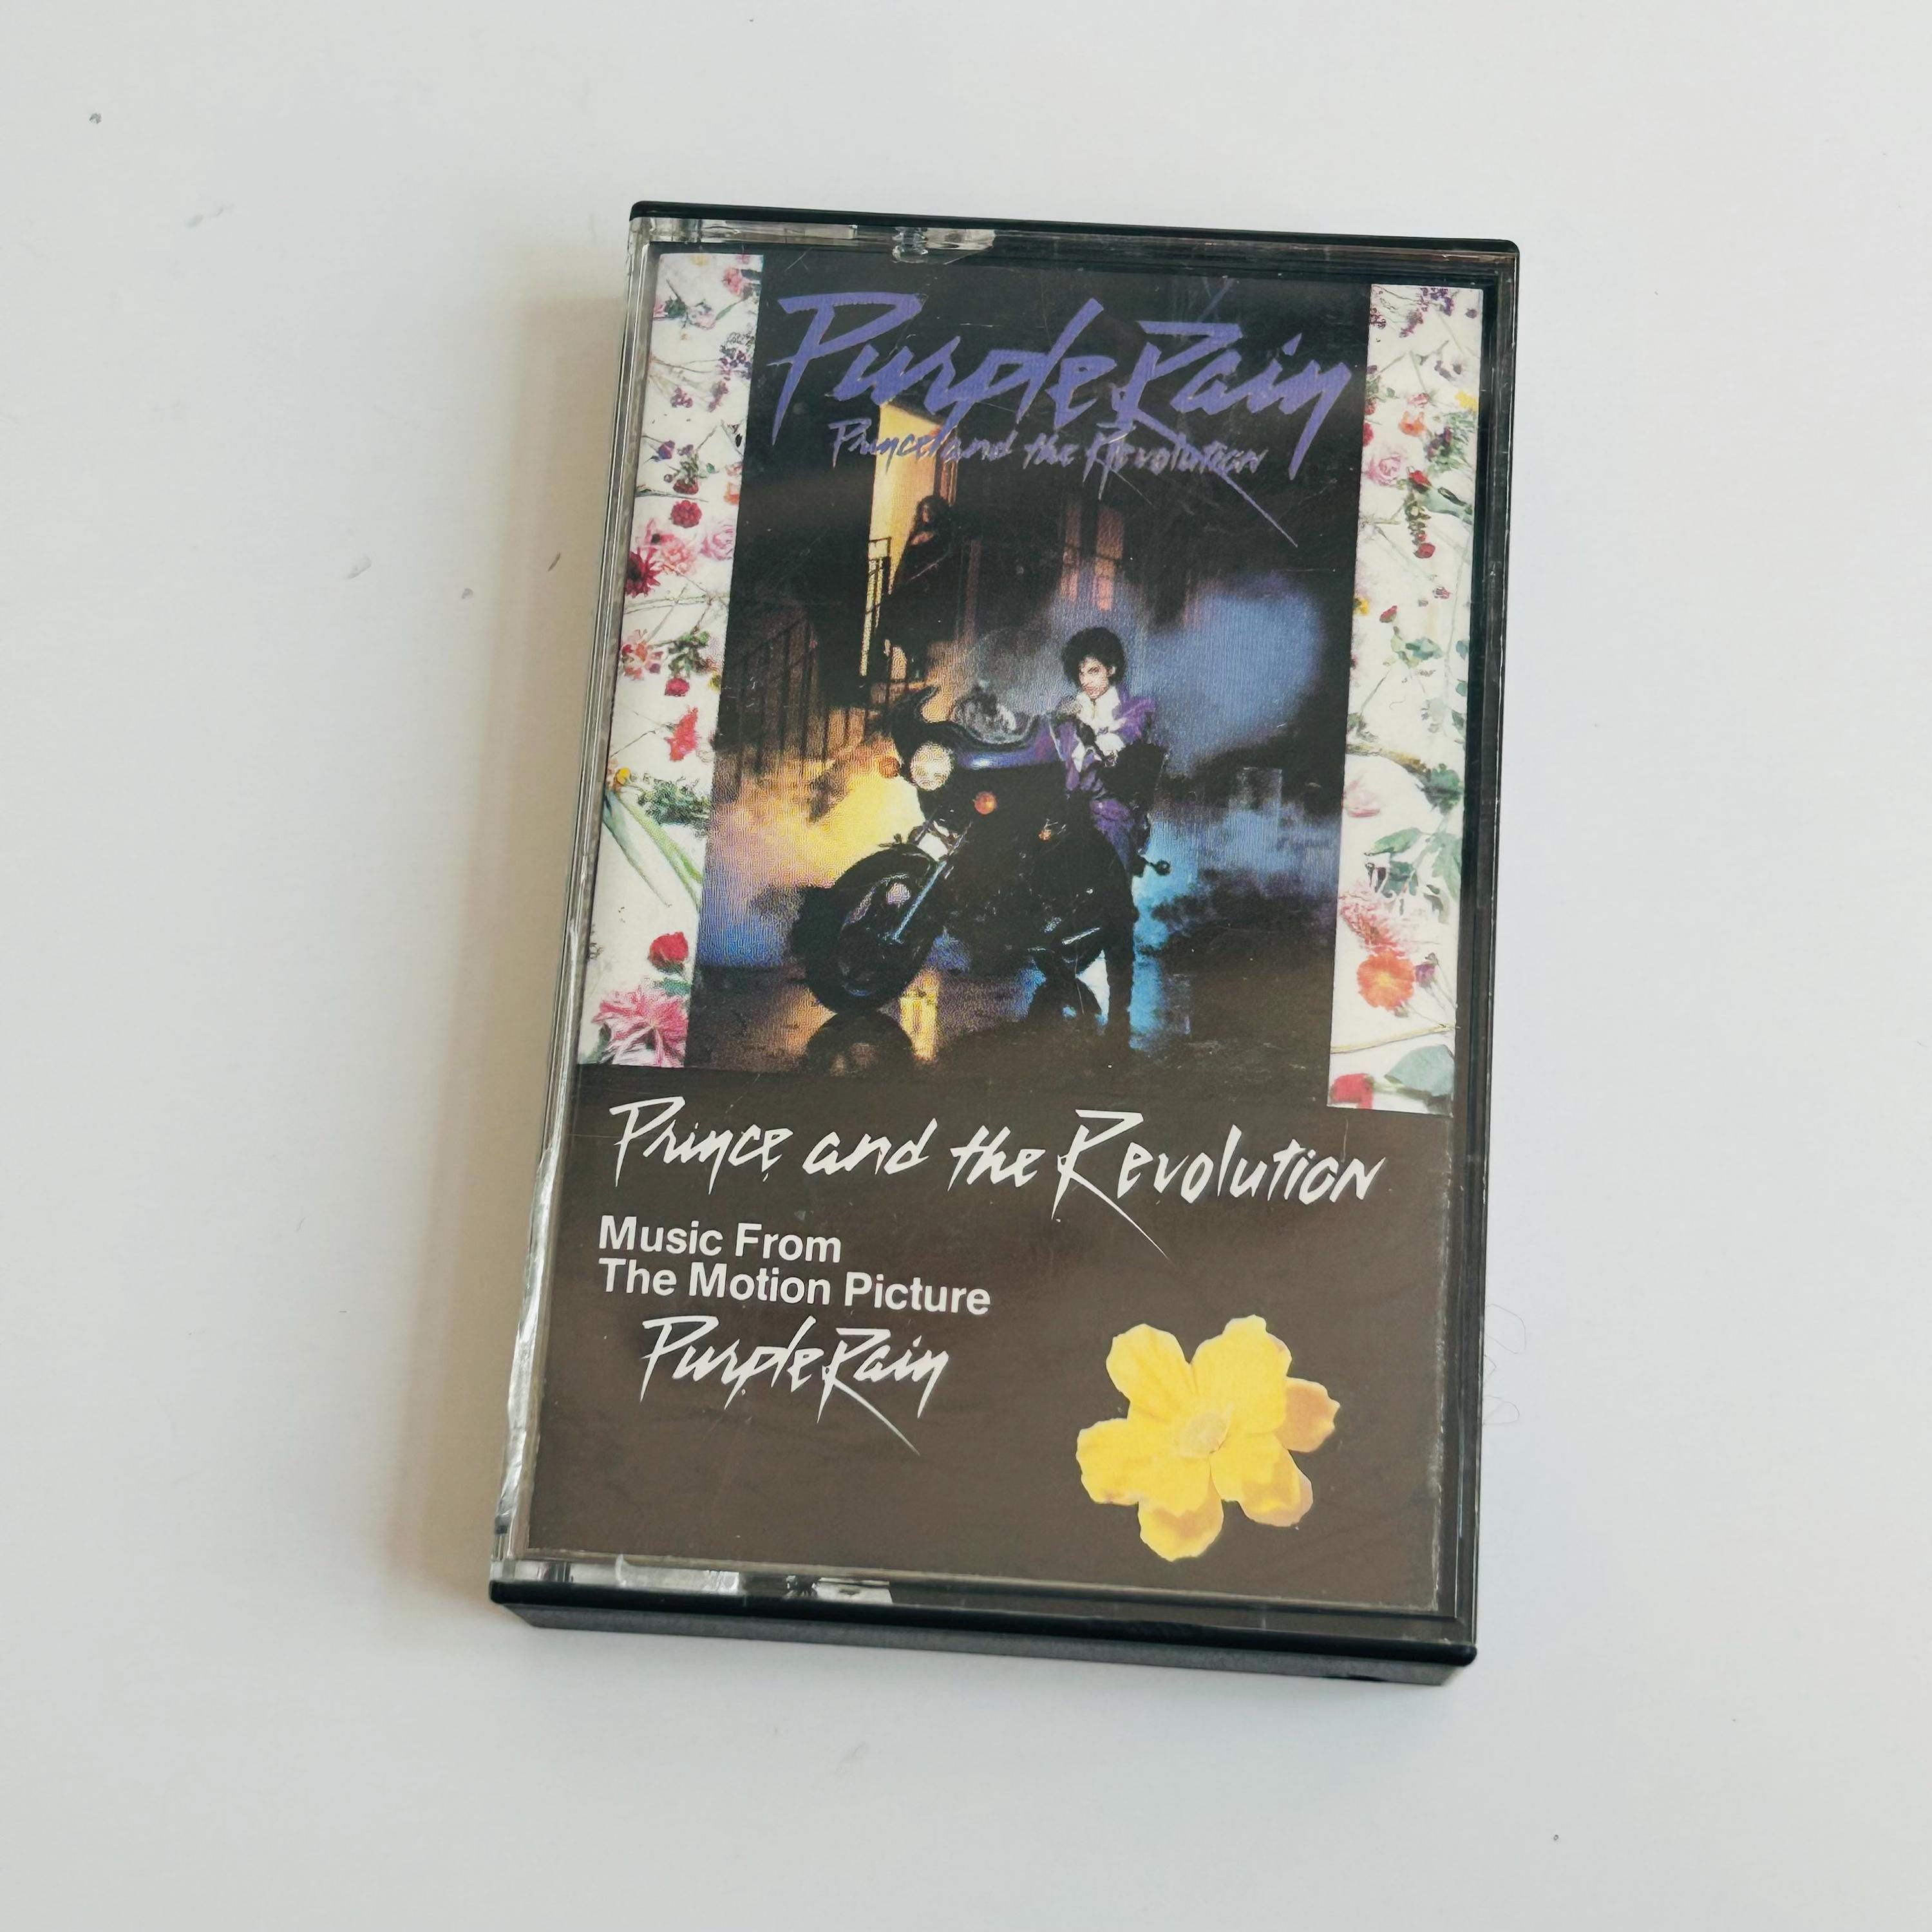 Purple Rain
Prince and the Revolution
Prince and the Revolution
Music From
The Motion Picture
Purple Rain